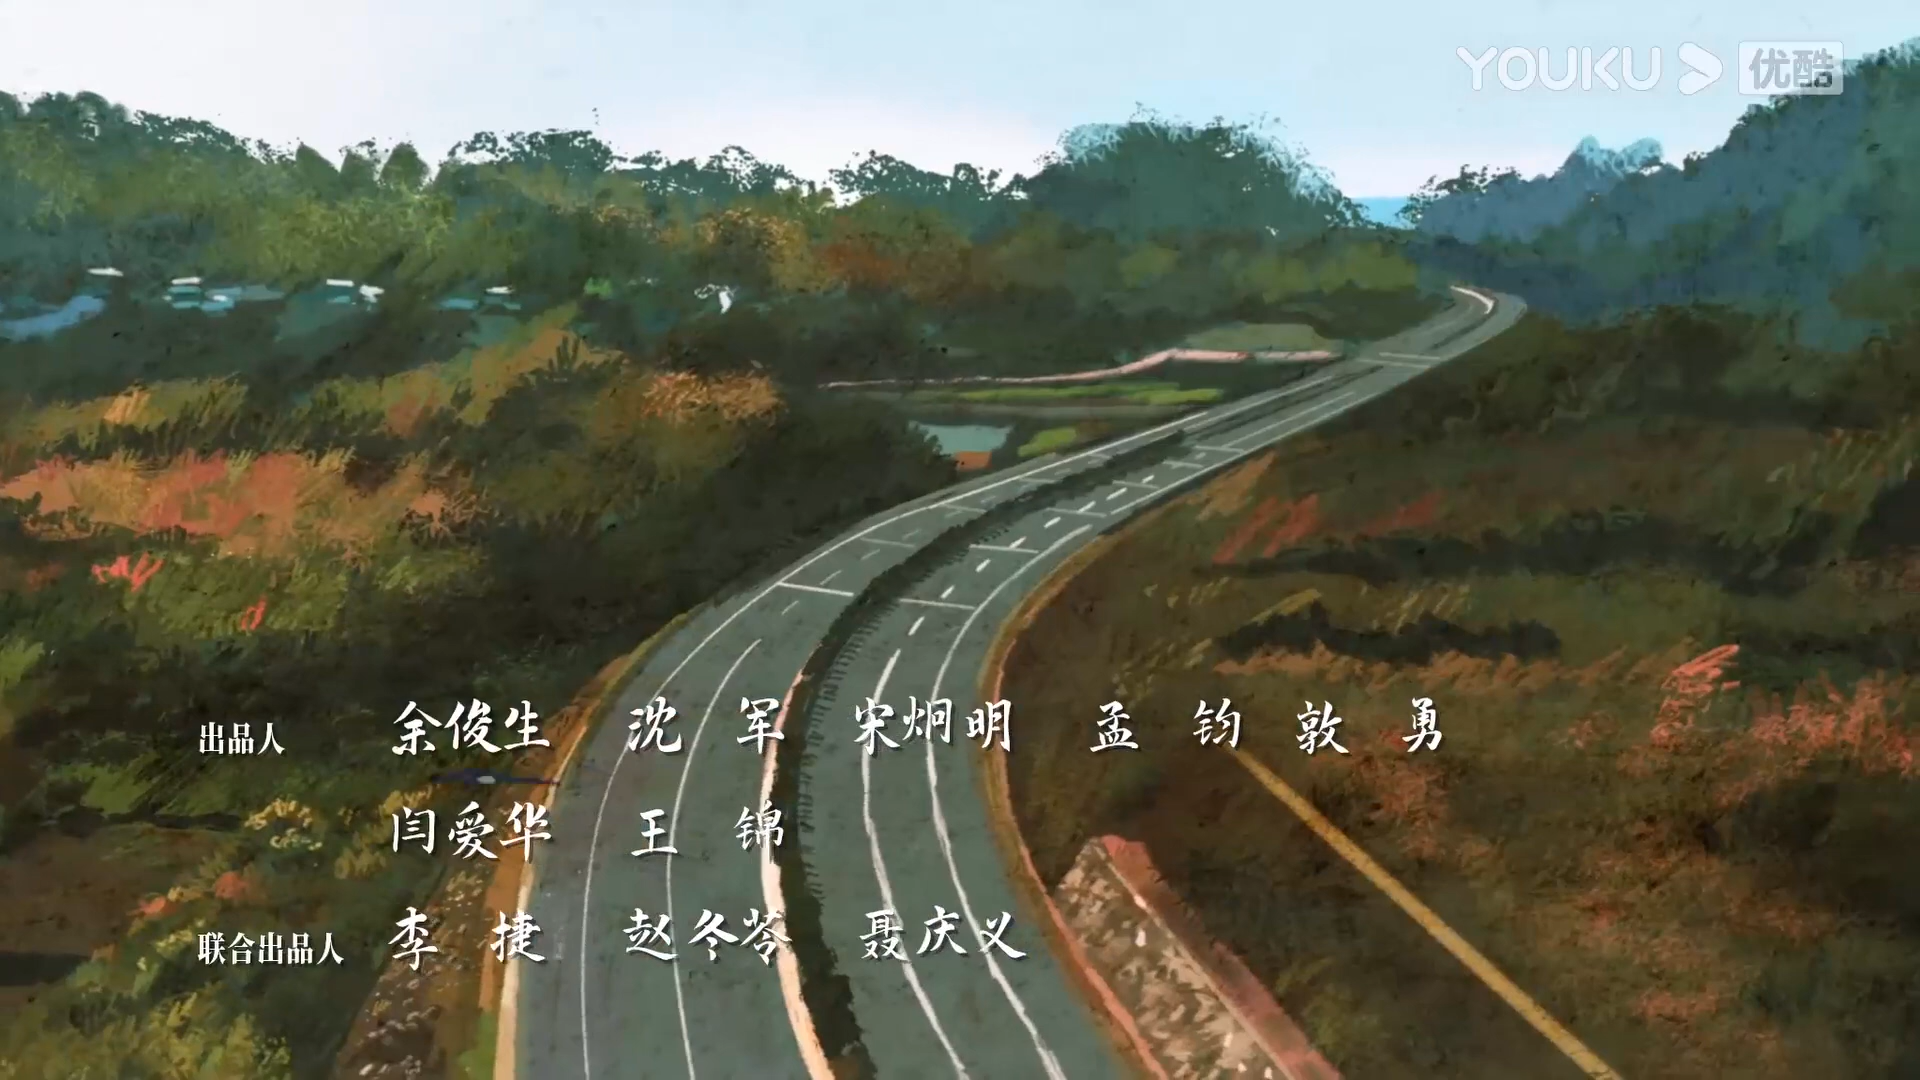 YOUKU 优酷
出品人 余俊生 沈军 宋炯明 孟钧 敦勇
闫爱华 王锦
联合出品人 李捷 赵冬苓 聂庆义